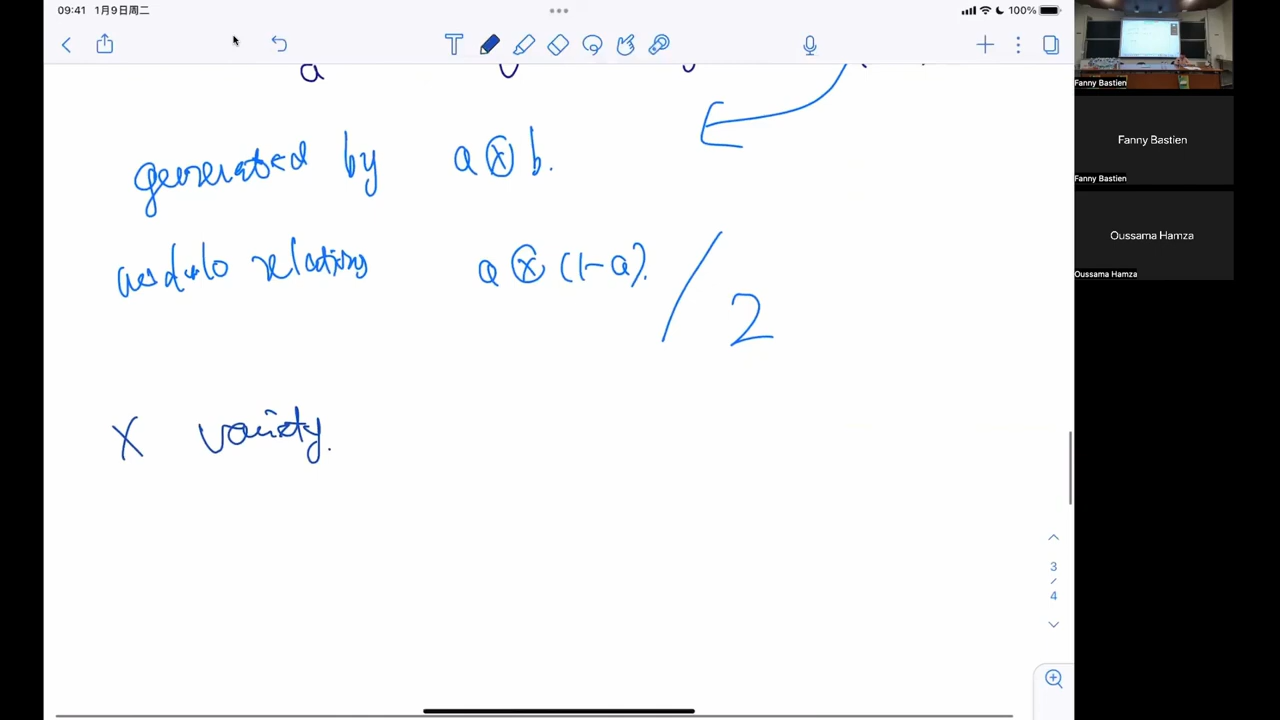 09:41 1月9日周二
100%
a
generated by a ⊗ b.
modulo relations a ⊗ (1-a). / 2
X variety.
3
/
4
Fanny Bastien
Fanny Bastien
Fanny Bastien
Oussama Hamza
Oussama Hamza